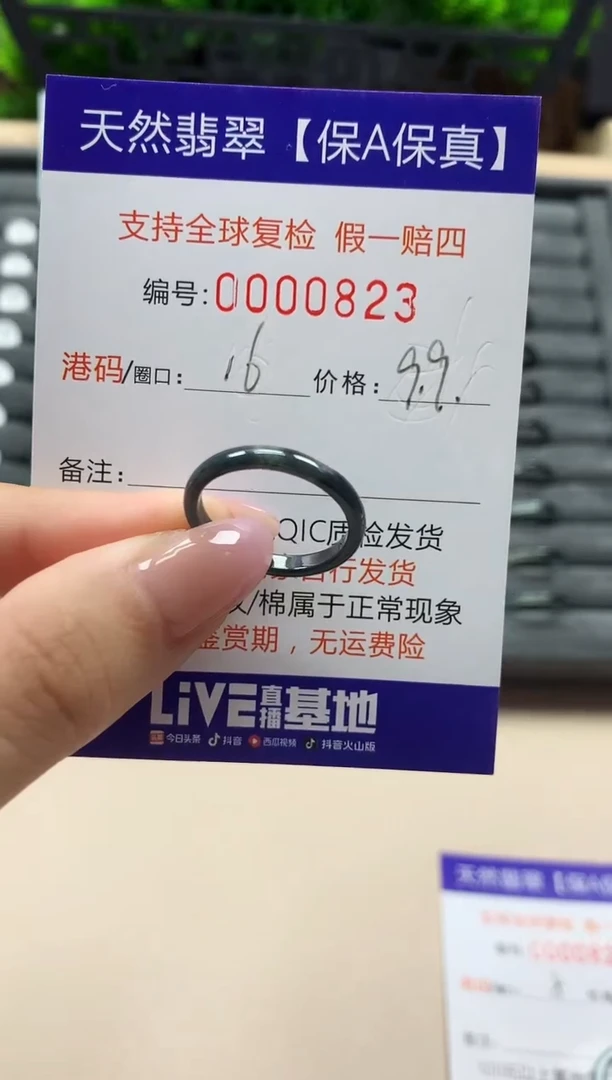 天然翡翠【保A保真】
支持全球复检 假一赔四
编号:0000823
港码/圈口: 16 价格: 99.
备注:
QIC质检发货
自行发货
/棉属于正常现象
鉴赏期，无运费险
LiVE直播基地
今日头条 抖音 西瓜视频 抖音火山版
天然翡翠【保A